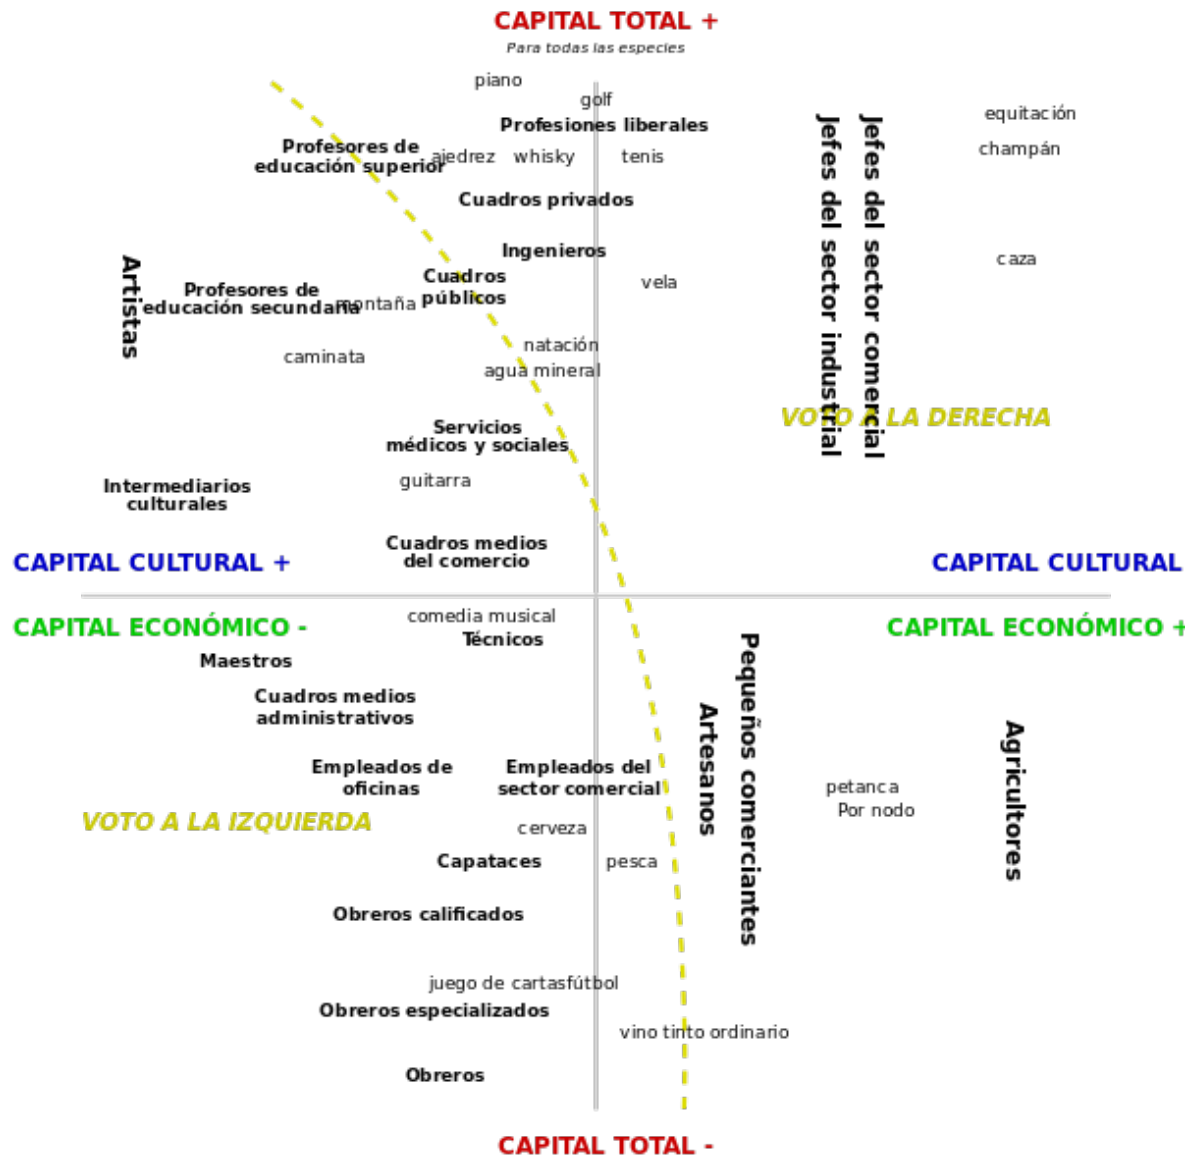 CAPITAL TOTAL +
Para todas las especies
piano
golf
Profesiones liberales
equitación
Profesores de
educación superior
ajedrez
whisky
tenis
champán
Jefes del sector industrial
Jefes del sector comercial
Cuadros privados
Ingenieros
caza
Artistas
Cuadros
públicos
vela
Profesores de
educación secundaria
montaña
natación
caminata
agua mineral
VOTO A LA DERECHA
Servicios
médicos y sociales
guitarra
Intermediarios
culturales
Cuadros medios
del comercio
CAPITAL CULTURAL +
CAPITAL CULTURAL
CAPITAL ECONÓMICO -
CAPITAL ECONÓMICO +
comedia musical
Técnicos
Maestros
Pequeños comerciantes
Artesanos
Agricultores
Cuadros medios
administrativos
Empleados de
oficinas
Empleados del
sector comercial
petanca
Por nodo
VOTO A LA IZQUIERDA
cerveza
Capataces
pesca
Obreros calificados
juego de cartas
fútbol
Obreros especializados
vino tinto ordinario
Obreros
CAPITAL TOTAL -